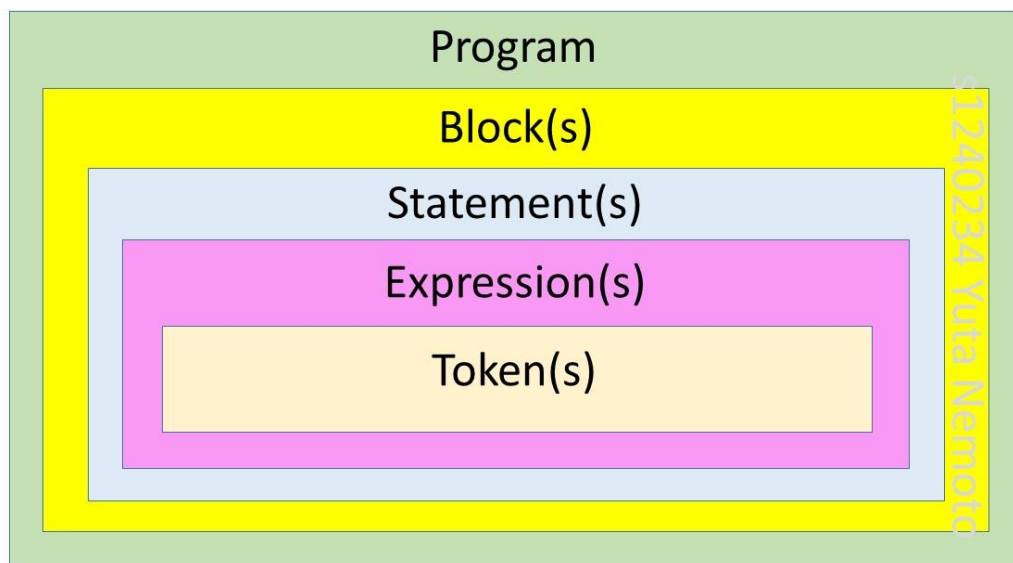 Program
Block(s)
Statement(s)
Expression(s)
Token(s)
s1240234 Yuta Nemoto